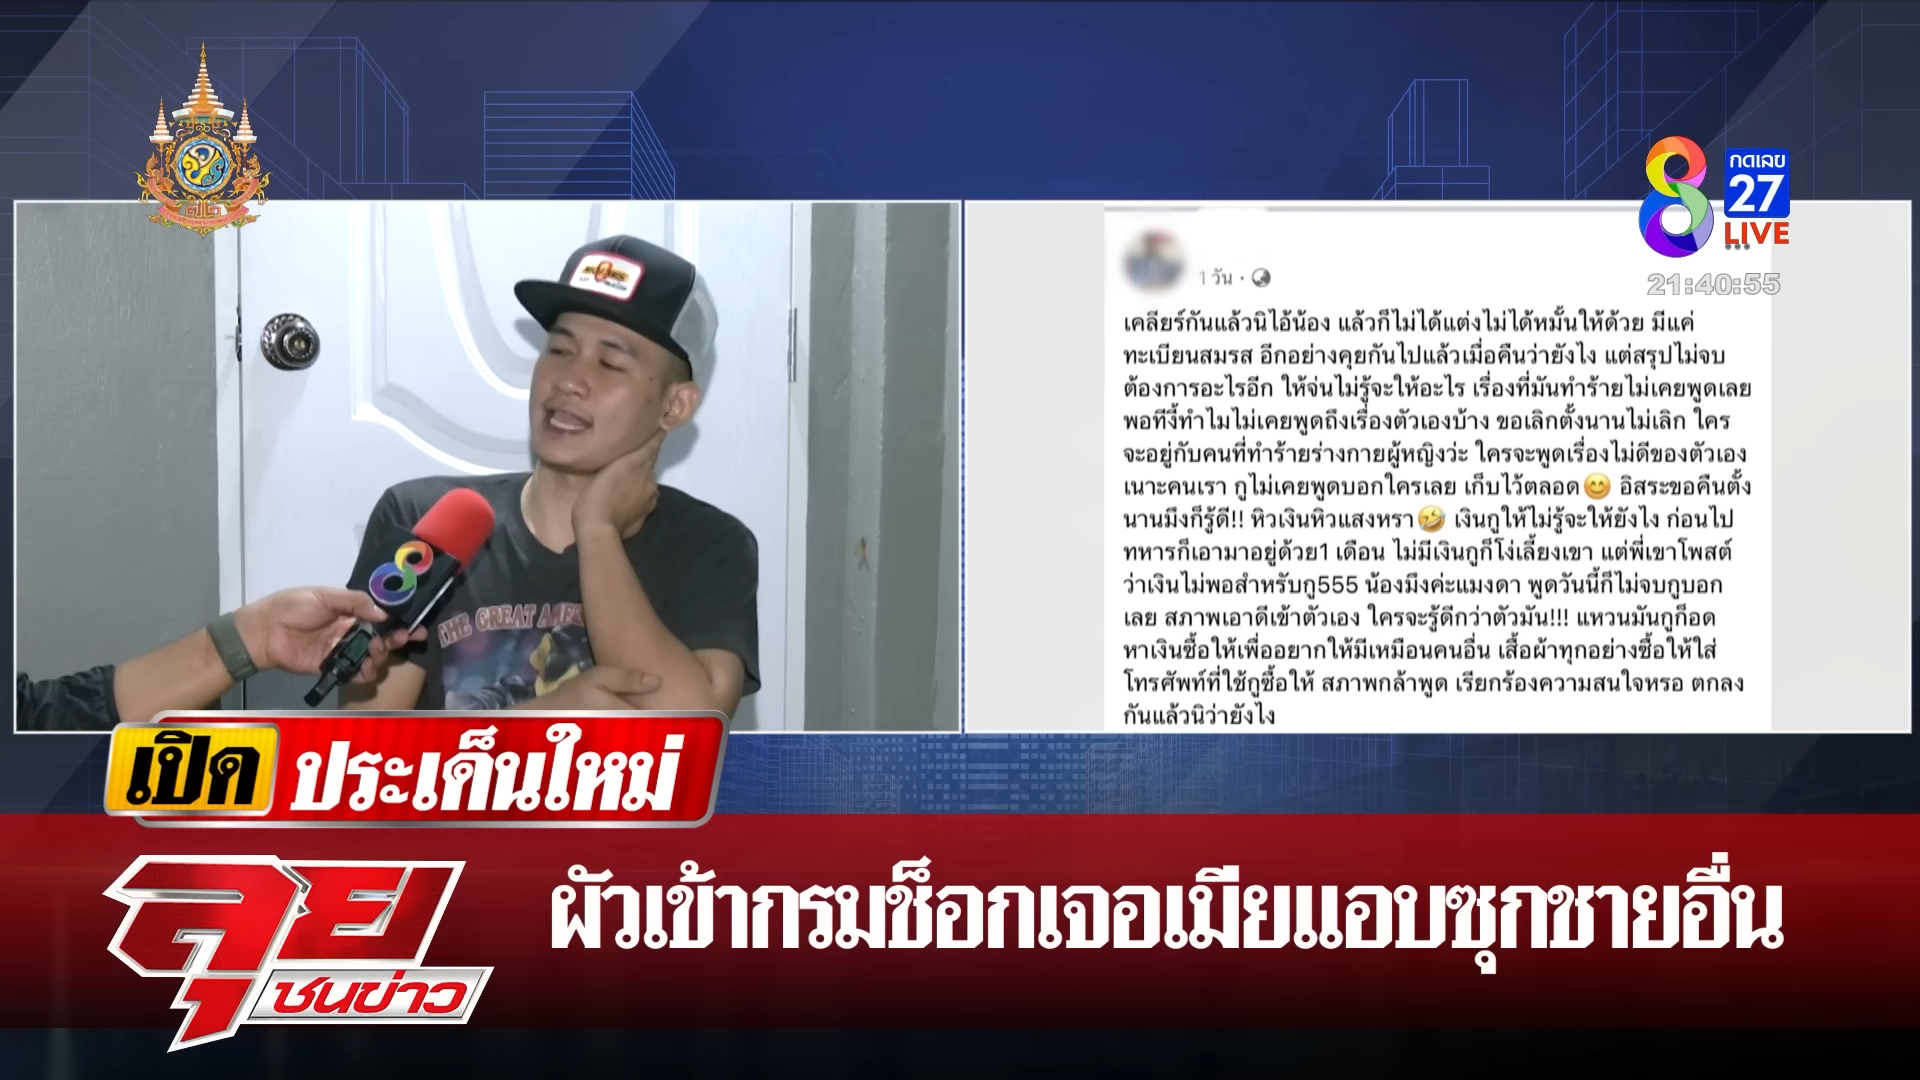 กดเลข
27
LIVE
21:40:55
1 วัน
เคลียร์กันแล้วนิไอ้น้อง แล้วก็ไม่ได้แต่งไม่ได้หมั้นให้ด้วย มีแค่
ทะเบียนสมรส อีกอย่างคุยกันไปแล้วเมื่อคืนว่ายังไง แต่สรุปไม่จบ
ต้องการอะไรอีก ให้จ่นไม่รู้จะให้อะไร เรื่องที่มันทำร้ายไม่เคยพูดเลย
พอทีงี้ทำไมไม่เคยพูดถึงเรื่องตัวเองบ้าง ขอเลิกตั้งนานไม่เลิก ใคร
จะอยู่กับคนที่ทำร้ายร่างกายผู้หญิงว่ะ ใครจะพูดเรื่องไม่ดีของตัวเอง
เนาะคนเรา กูไม่เคยพูดบอกใครเลย เก็บไว้ตลอด😊 อิสระขอคืนตั้ง
นานมึงก็รู้ดี!! หิวเงินหิวแสงหรา🤣 เงินกูให้ไม่รู้จะให้ยังไง ก่อนไป
ทหารก็เอามาอยู่ด้วย1 เดือน ไม่มีเงินกูก็โง่เลี้ยงเขา แต่พี่เขาโพสต์
ว่าเงินไม่พอสำหรับกู555 น้องมึงค่ะแมงดา พูดวันนี้ก็ไม่จบกูบอก
เลย สภาพเอาดีเข้าตัวเอง ใครจะรู้ดีกว่าตัวมัน!!! แหวนมันกูก็อด
หาเงินซื้อให้เพื่ออยากให้มีเหมือนคนอื่น เสื้อผ้าทุกอย่างซื้อให้ใส่
โทรศัพท์ที่ใช้กูซื้อให้ สภาพกล้าพูด เรียกร้องความสนใจหรอ ตกลง
กันแล้วนิว่ายังไง
THE GREAT AMER
เปิด ประเด็นใหม่
ลุย
ชนข่าว
ผัวเข้ากรมช็อกเจอเมียแอบซุกชายอื่น